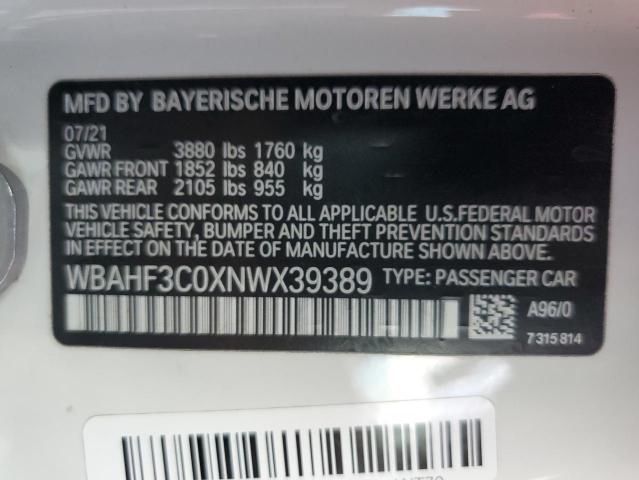 MFD BY BAYERISCHE MOTOREN WERKE AG
07/21
GVWR 3880 lbs 1760 kg
GAWR FRONT 1852 lbs 840 kg
GAWR REAR 2105 lbs 955 kg
THIS VEHICLE CONFORMS TO ALL APPLICABLE U.S.FEDERAL MOTOR
VEHICLE SAFETY, BUMPER AND THEFT PREVENTION STANDARDS
IN EFFECT ON THE DATE OF MANUFACTURE SHOWN ABOVE.
WBAHF3C0XNWX39389 TYPE: PASSENGER CAR
A96/0
7315814